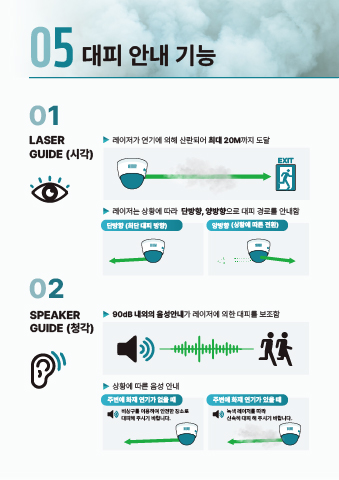 05 대피 안내 기능
01
LASER
GUIDE (시각)
▶ 레이저가 연기에 의해 산란되어 최대 20M까지 도달
EXIT
▶ 레이저는 상황에 따라 단방향, 양방향으로 대피 경로를 안내함
단방향 (최단 대피 방향)
양방향 (상황에 따른 전환)
02
SPEAKER
GUIDE (청각)
▶ 90dB 내외의 음성안내가 레이저에 의한 대피를 보조함
▶ 상황에 따른 음성 안내
주변에 화재 연기가 없을 때
주변에 화재 연기가 있을 때
비상구를 이용하여 안전한 장소로
대피해 주시기 바랍니다.
녹색 레이저를 따라
신속히 대피 해 주시기 바랍니다.